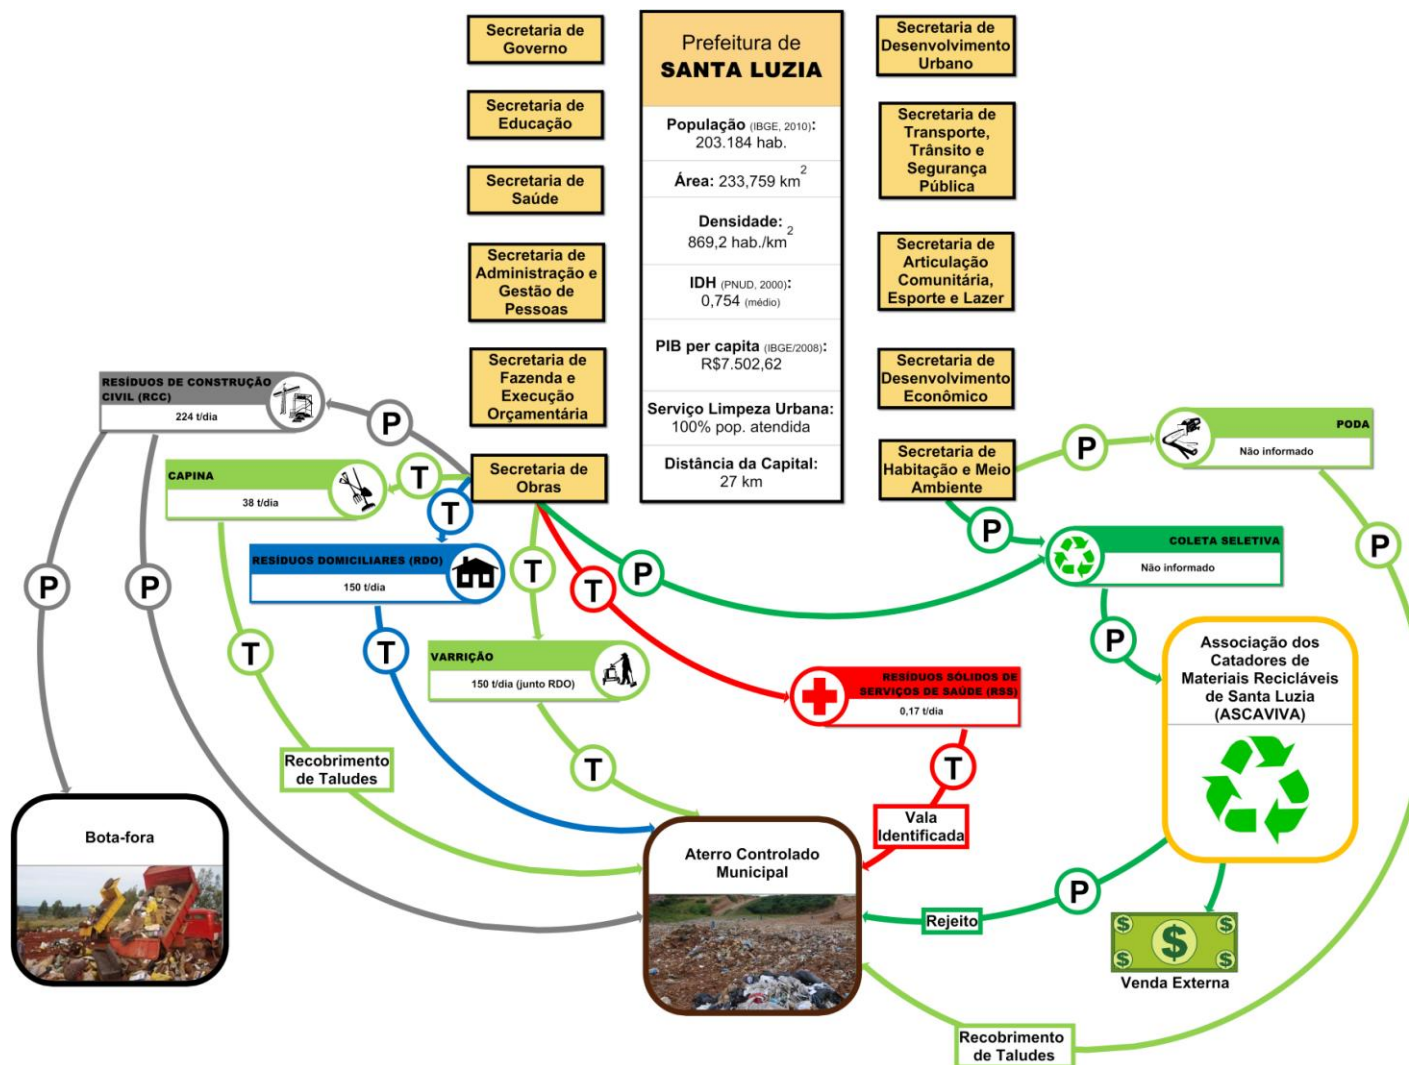 Secretaria de
Governo
Secretaria de
Educação
Secretaria de
Saúde
Secretaria de
Administração e
Gestão de
Pessoas
Secretaria de
Fazenda e
Execução
Orçamentária
Secretaria de
Obras
Prefeitura de
SANTA LUZIA
População (IBGE, 2010):
203.184 hab.
Área: 233,759 km²
Densidade:
869,2 hab./km²
IDH (PNUD, 2000):
0,754 (médio)
PIB per capita (IBGE/2008):
R$7.502,62
Serviço Limpeza Urbana:
100% pop. atendida
Distância da Capital:
27 km
Secretaria de
Desenvolvimento
Urbano
Secretaria de
Transporte,
Trânsito e
Segurança
Pública
Secretaria de
Articulação
Comunitária,
Esporte e Lazer
Secretaria de
Desenvolvimento
Econômico
Secretaria de
Habitação e Meio
Ambiente
RESÍDUOS DE CONSTRUÇÃO
CIVIL (RCC)
224 t/dia
P
CAPINA
38 t/dia
T
T
RESÍDUOS DOMICILIARES (RDO)
150 t/dia
T
P
T
P
PODA
Não informado
P
COLETA SELETIVA
Não informado
P
P
P
T
T
VARRIÇÃO
150 t/dia (junto RDO)
RESÍDUOS SÓLIDOS DE
SERVIÇOS DE SAÚDE (RSS)
0,17 t/dia
P
Associação dos
Catadores de
Materiais Recicláveis
de Santa Luzia
(ASCAVIVA)
Recobrimento
de Taludes
T
T
Vala
Identificada
Bota-fora
Aterro Controlado
Municipal
P
Rejeito
$
$
$
$
$
Venda Externa
Recobrimento
de Taludes